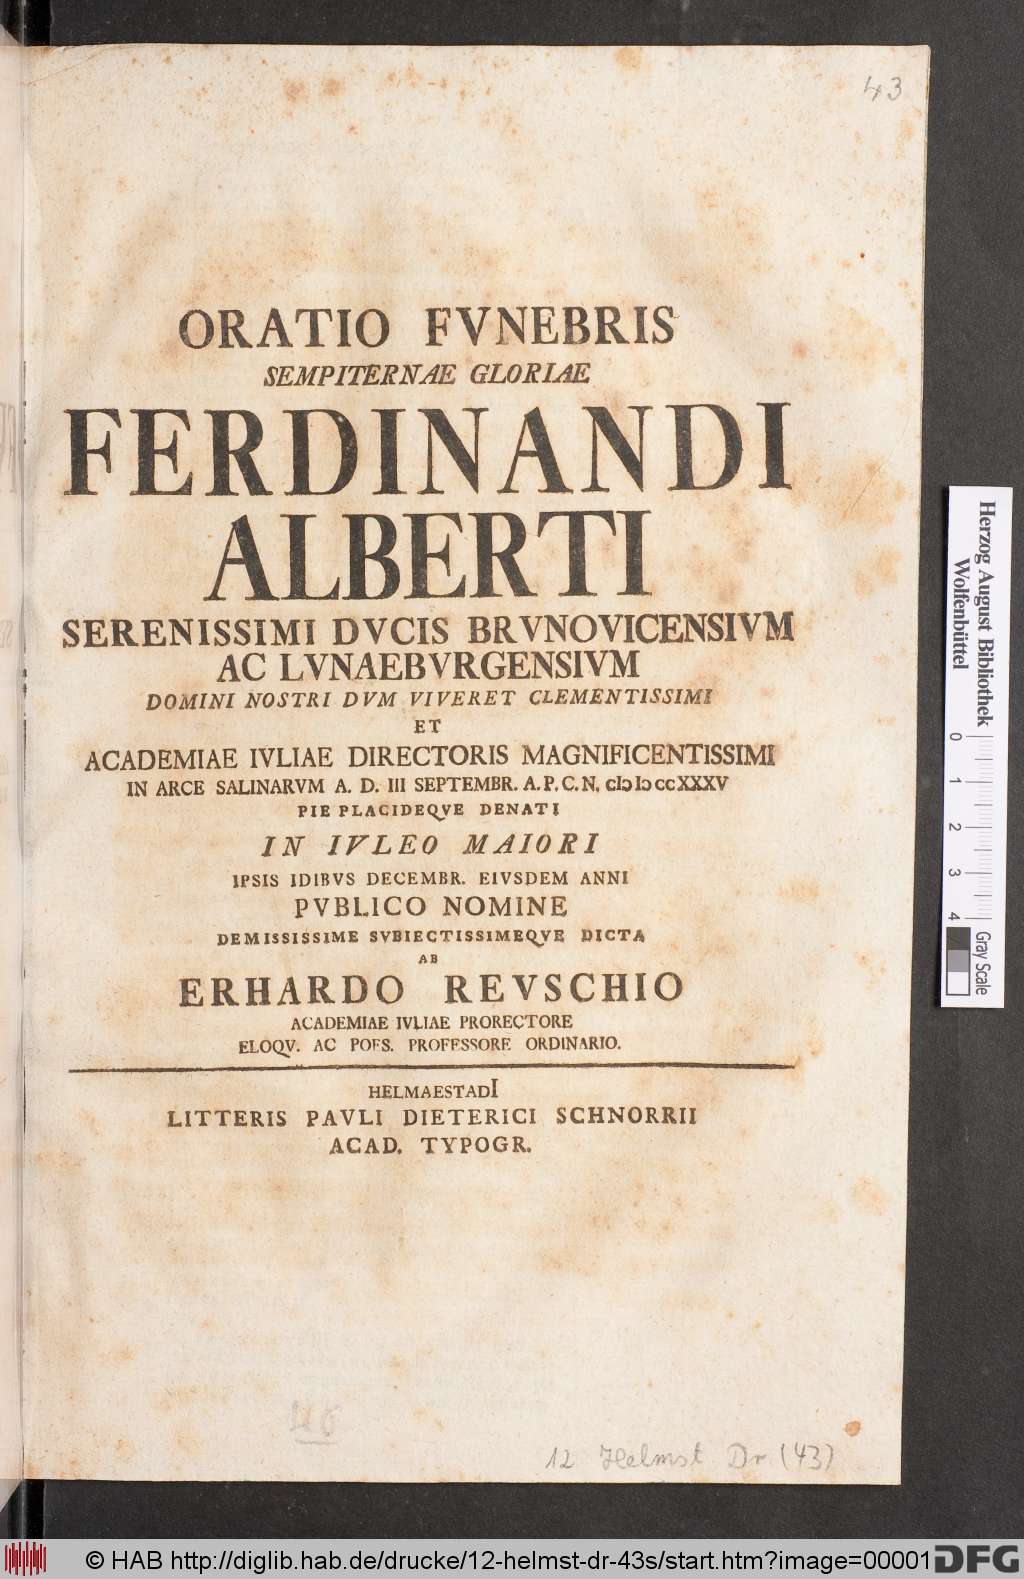 43
ORATIO FVNEBRIS
SEMPITERNAE GLORIAE
FERDINANDI
ALBERTI
SERENISSIMI DVCIS BRVNOVICENSIVM
AC LVNAEBVRGENSIVM
DOMINI NOSTRI DVM VIVERET CLEMENTISSIMI
ET
ACADEMIAE IVLIAE DIRECTORIS MAGNIFICENTISSIMI
IN ARCE SALINARVM A. D. III SEPTEMBR. A. P. C. N. cIↄ Iↄ ccXXXV
PIE PLACIDEQVE DENATI
IN IVLEO MAIORI
IPSIS IDIBVS DECEMBR. EIVSDEM ANNI
PVBLICO NOMINE
DEMISSISSIME SVBIECTISSIMEQVE DICTA
AB
ERHARDO REVSCHIO
ACADEMIAE IVLIAE PRORECTORE
ELOQV. AC POES. PROFESSORE ORDINARIO.
HELMAESTADI
LITTERIS PAVLI DIETERICI SCHNORRII
ACAD. TYPOGR.
12 Helmst Dr (43)
Herzog August Bibliothek
Wolfenbüttel
0 1 2 3 4
Gray Scale
© HAB http://diglib.hab.de/drucke/12-helmst-dr-43s/start.htm?image=00001
DFG